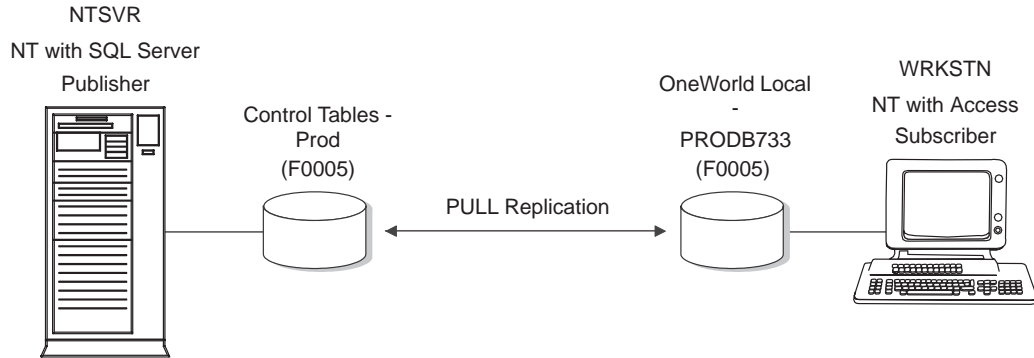 NTSVR
NT with SQL Server
Publisher
Control Tables -
Prod
(F0005)
PULL Replication
OneWorld Local
-
PRODB733
(F0005)
WRKSTN
NT with Access
Subscriber